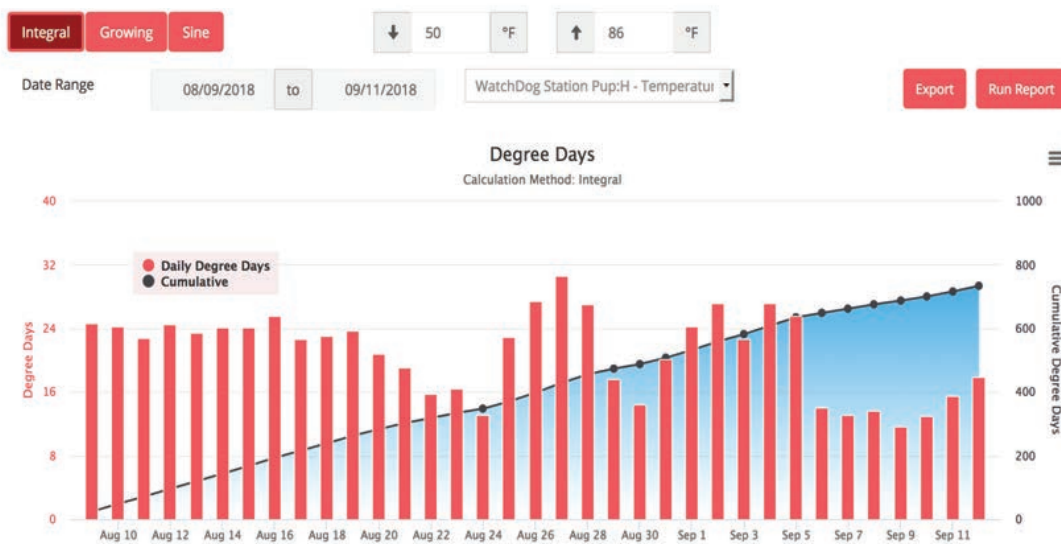 Integral Growing Sine 50 °F 86 °F
Date Range 08/09/2018 to 09/11/2018 WatchDog Station Pup:H - Temperatur Export Run Report
Degree Days
Calculation Method: Integral
40 1000
32 800
Daily Degree Days
Cumulative
24 600
16 400
8 200
0 0
Degree Days
Cumulative Degree Days
Aug 10 Aug 12 Aug 14 Aug 16 Aug 18 Aug 20 Aug 22 Aug 24 Aug 26 Aug 28 Aug 30 Sep 1 Sep 3 Sep 5 Sep 7 Sep 9 Sep 11